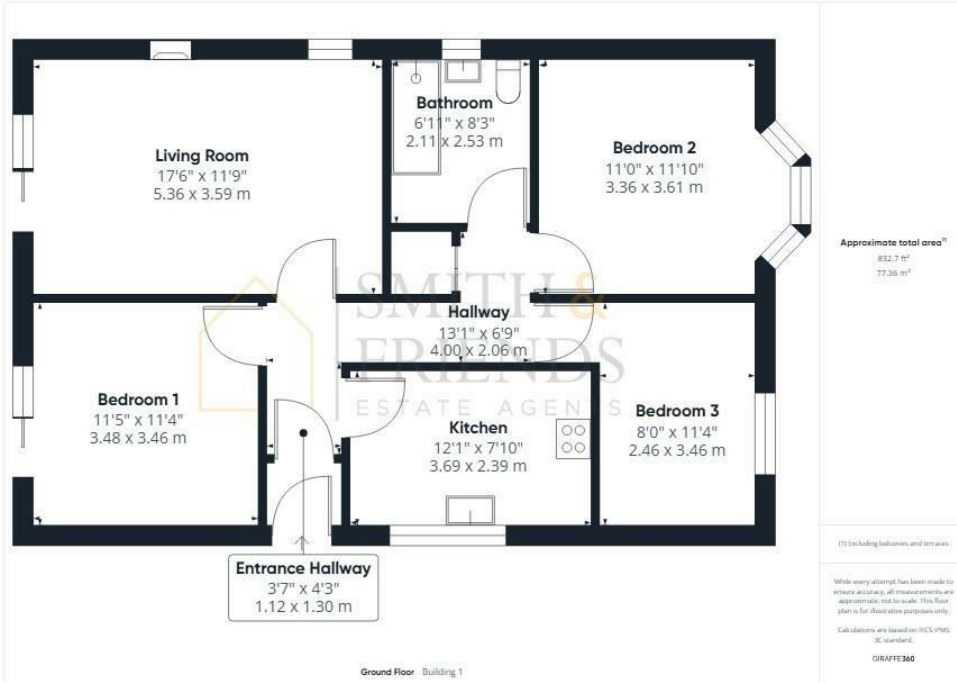 Living Room
17'6" x 11'9"
5.36 x 3.59 m
Bathroom
6'11" x 8'3"
2.11 x 2.53 m
Bedroom 2
11'0" x 11'10"
3.36 x 3.61 m
Approximate total area(1)
832.7 ft²
77.36 m²
SMITH &
FRIENDS
ESTATE AGENTS
Hallway
13'1" x 6'9"
4.00 x 2.06 m
Bedroom 1
11'5" x 11'4"
3.48 x 3.46 m
Kitchen
12'1" x 7'10"
3.69 x 2.39 m
Bedroom 3
8'0" x 11'4"
2.46 x 3.46 m
Entrance Hallway
3'7" x 4'3"
1.12 x 1.30 m
(1) Excluding balconies and terraces
While every attempt has been made to
ensure accuracy, all measurements are
approximate, not to scale. This floor
plan is for illustrative purposes only.
Calculations are based on RICS IPMS
3C standard.
GIRAFFE360
Ground Floor Building 1